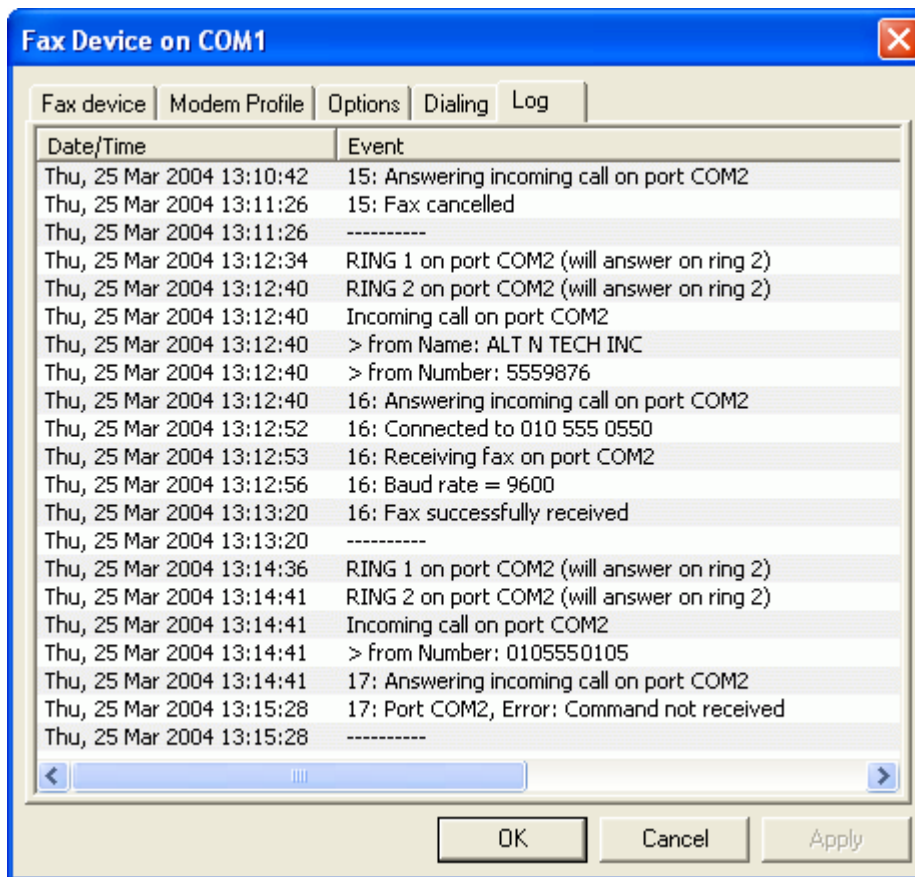 Fax Device on COM1
Fax device Modem Profile Options Dialing Log
Date/Time Event
Thu, 25 Mar 2004 13:10:42 15: Answering incoming call on port COM2
Thu, 25 Mar 2004 13:11:26 15: Fax cancelled
Thu, 25 Mar 2004 13:11:26 ----------
Thu, 25 Mar 2004 13:12:34 RING 1 on port COM2 (will answer on ring 2)
Thu, 25 Mar 2004 13:12:40 RING 2 on port COM2 (will answer on ring 2)
Thu, 25 Mar 2004 13:12:40 Incoming call on port COM2
Thu, 25 Mar 2004 13:12:40 > from Name: ALT N TECH INC
Thu, 25 Mar 2004 13:12:40 > from Number: 5559876
Thu, 25 Mar 2004 13:12:40 16: Answering incoming call on port COM2
Thu, 25 Mar 2004 13:12:52 16: Connected to 010 555 0550
Thu, 25 Mar 2004 13:12:53 16: Receiving fax on port COM2
Thu, 25 Mar 2004 13:12:56 16: Baud rate = 9600
Thu, 25 Mar 2004 13:13:20 16: Fax successfully received
Thu, 25 Mar 2004 13:13:20 ----------
Thu, 25 Mar 2004 13:14:36 RING 1 on port COM2 (will answer on ring 2)
Thu, 25 Mar 2004 13:14:41 RING 2 on port COM2 (will answer on ring 2)
Thu, 25 Mar 2004 13:14:41 Incoming call on port COM2
Thu, 25 Mar 2004 13:14:41 > from Number: 0105550105
Thu, 25 Mar 2004 13:14:41 17: Answering incoming call on port COM2
Thu, 25 Mar 2004 13:15:28 17: Port COM2, Error: Command not received
Thu, 25 Mar 2004 13:15:28 ----------
OK Cancel Apply